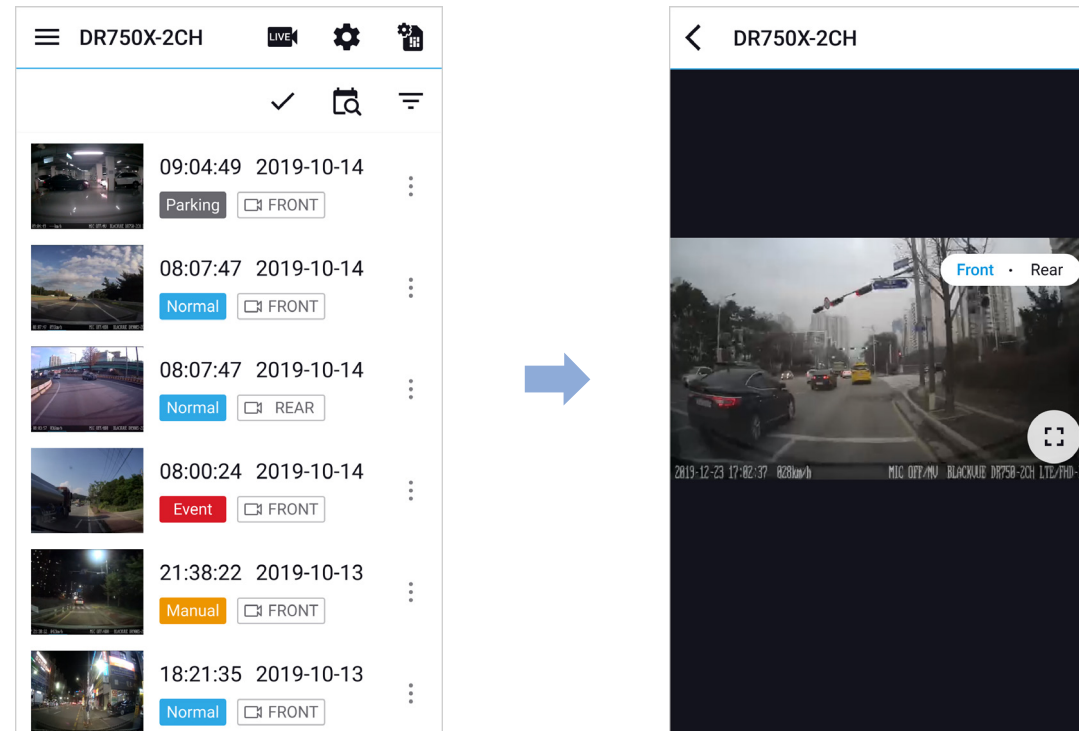 DR750X-2CH
LIVE
09:04:49 2019-10-14
Parking FRONT
08:07:47 2019-10-14
Normal FRONT
08:07:47 2019-10-14
Normal REAR
08:00:24 2019-10-14
Event FRONT
21:38:22 2019-10-13
Manual FRONT
18:21:35 2019-10-13
Normal FRONT
DR750X-2CH
Front · Rear
2019-12-23 17:02:37 028km/h MIC OFF/NV BLACKVUE DR750-2CH LTE/FHD-